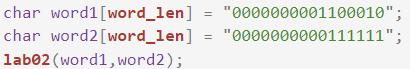 char word1[word_len] = "0000000001100010";
char word2[word_len] = "0000000000111111";
lab02(word1,word2);